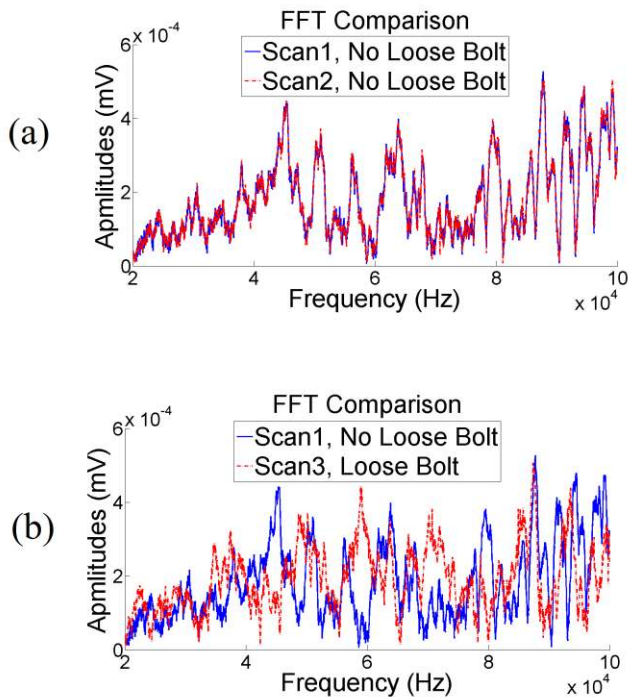 FFT Comparison
6 x 10^-4
Scan1, No Loose Bolt
Scan2, No Loose Bolt
(a)
Apmlitudes (mV)
4
2
0
2 4 6 8 10
Frequency (Hz)
x 10^4
FFT Comparison
6 x 10^-4
Scan1, No Loose Bolt
Scan3, Loose Bolt
(b)
Apmlitudes (mV)
4
2
0
2 4 6 8 10
Frequency (Hz)
x 10^4